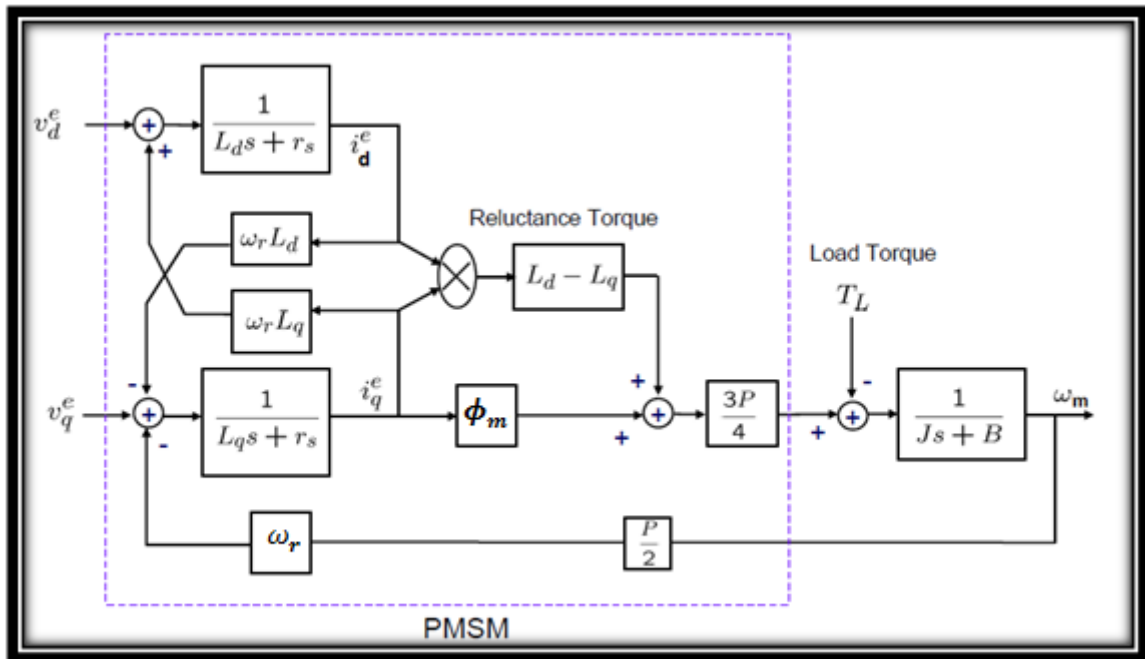 v_d^e
+
+
1
L_d s + r_s
i_d^e
ω_r L_d
Reluctance Torque
L_d − L_q
Load Torque
T_L
ω_r L_q
-
v_q^e
+
-
1
L_q s + r_s
i_q^e
ϕ_m
+
+
+
3P
4
+
-
+
1
Js + B
ω_m
ω_r
P
2
PMSM